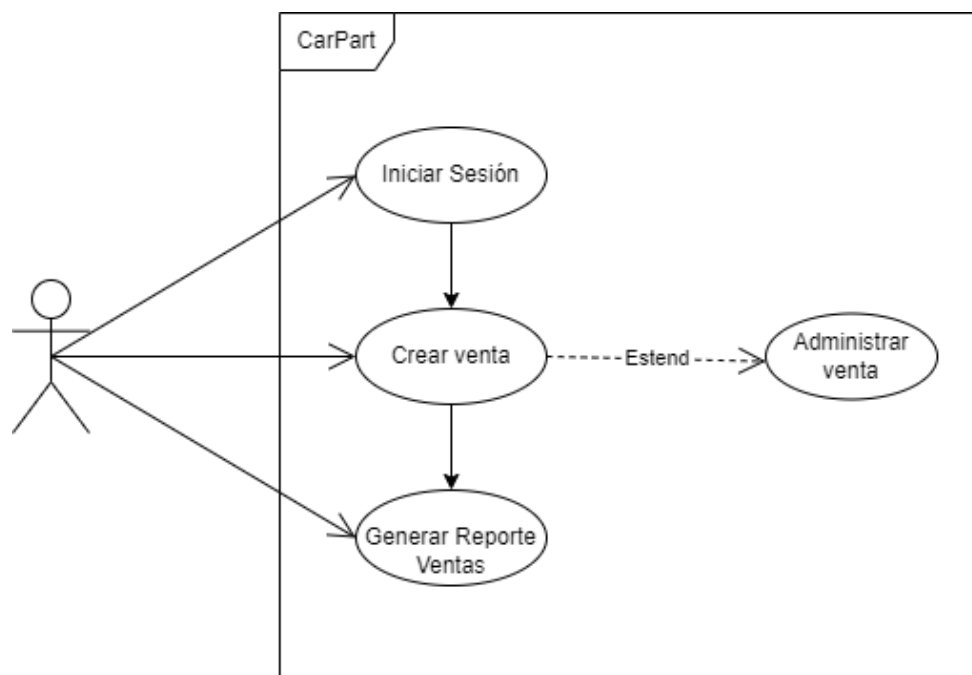 CarPart
Iniciar Sesión
Crear venta
Estend
Administrar
venta
Generar Reporte
Ventas